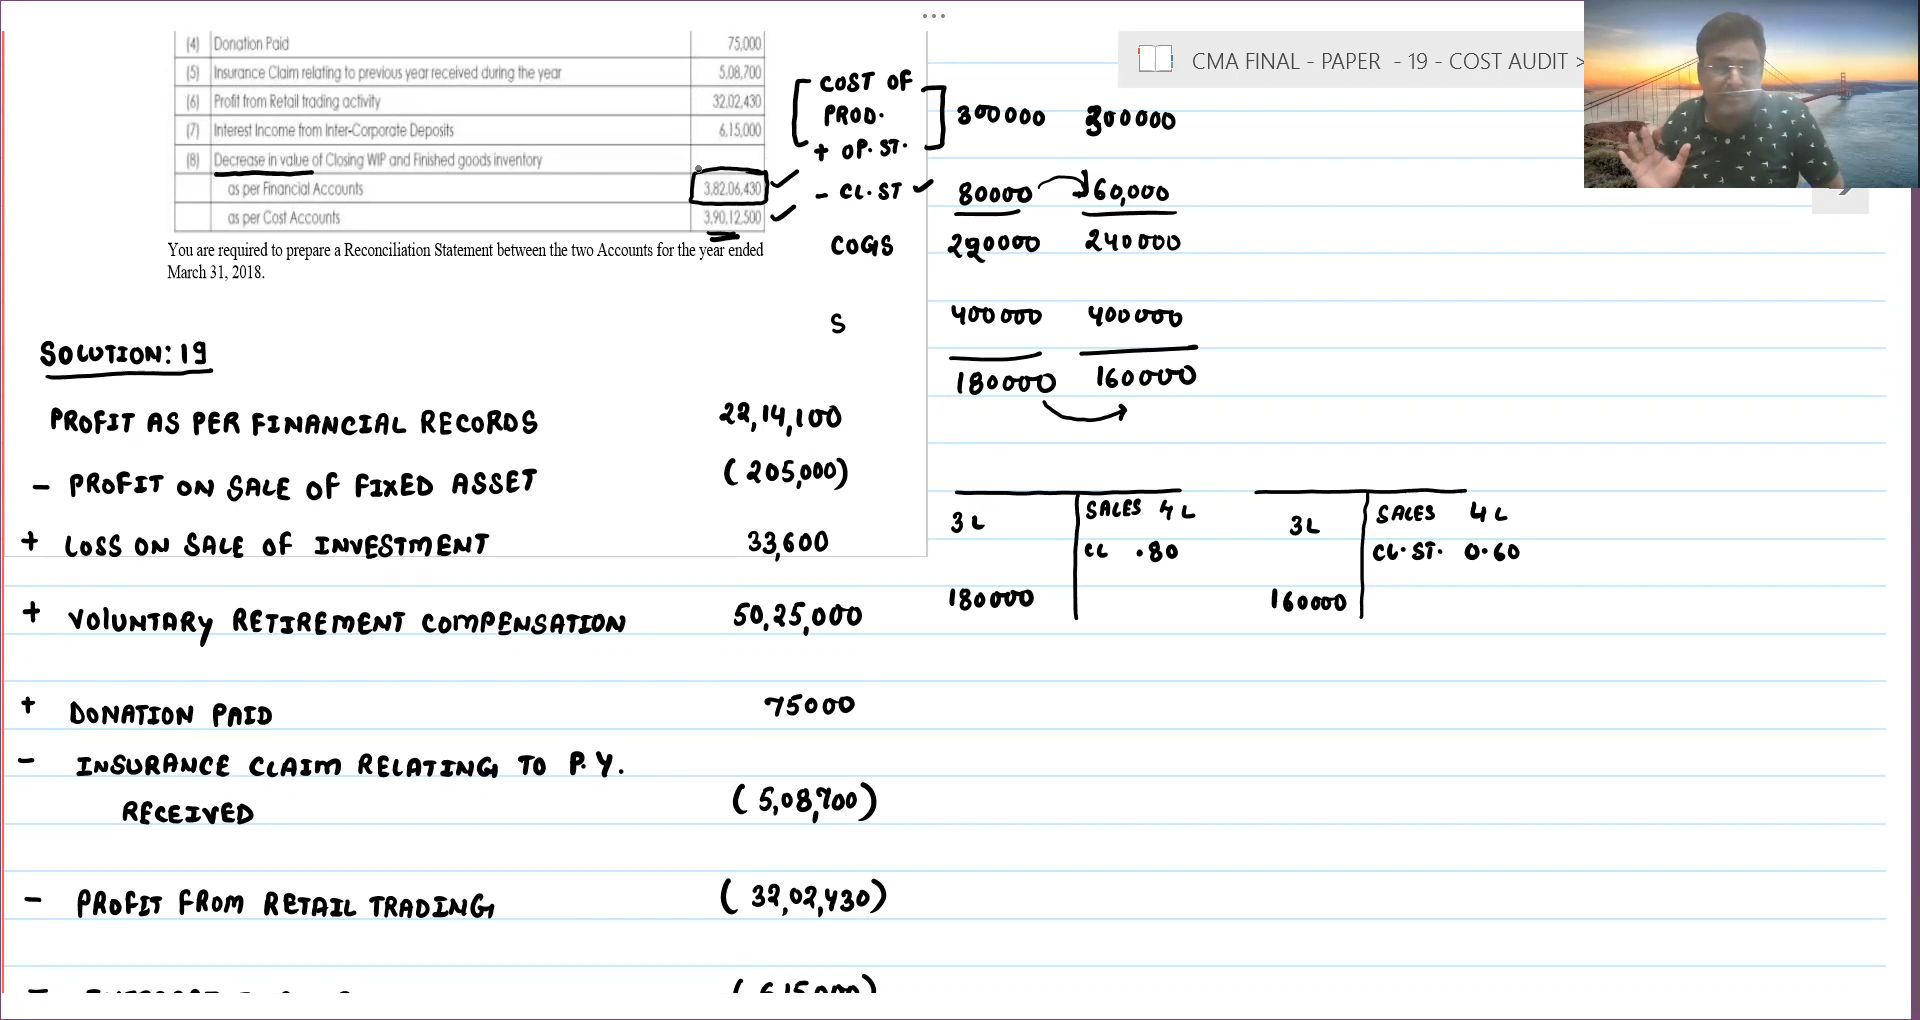 (4) Donation Paid 75,000
(5) Insurance Claim relating to previous year received during the year 5,08,700
(6) Profit from Retail trading activity 32,02,430
(7) Interest Income from Inter-Corporate Deposits 6,15,000
(8) Decrease in value of Closing WIP and Finished goods inventory
as per Financial Accounts 3,82,06,430
as per Cost Accounts 3,90,12,500
You are required to prepare a Reconciliation Statement between the two Accounts for the year ended
March 31, 2018.
CMA FINAL - PAPER - 19 - COST AUDIT >
COST OF
PROD. 300000 300000
+ OP. ST.
- CL. ST 80000 60,000
COGS 220000 240000
S 400000 400000
180000 160000
SOLUTION: 19
PROFIT AS PER FINANCIAL RECORDS 22,14,100
- PROFIT ON SALE OF FIXED ASSET (205,000)
+ LOSS ON SALE OF INVESTMENT 33,600
+ VOLUNTARY RETIREMENT COMPENSATION 50,25,000
+ DONATION PAID 75000
- INSURANCE CLAIM RELATING TO P.Y.
RECEIVED (5,08,700)
- PROFIT FROM RETAIL TRADING (32,02,430)
3L SALES 4L
CL .80
180000
3L SALES 4L
CL. ST. 0.60
160000